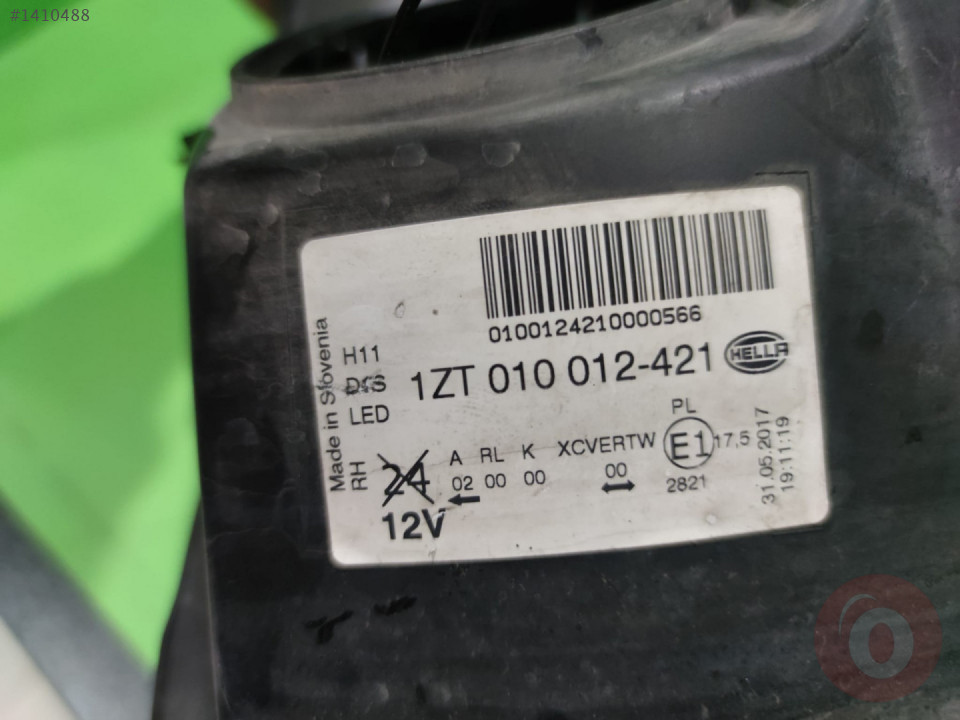 #1410488
0100124210000566
H11
1ZT 010 012-421 HELLA
LED
Made in Slovenia
RH
24
12V
A RL K XCVERTW
02 00 00 00
PL
E1 17,5
2821
31.05.2017
19:11:19